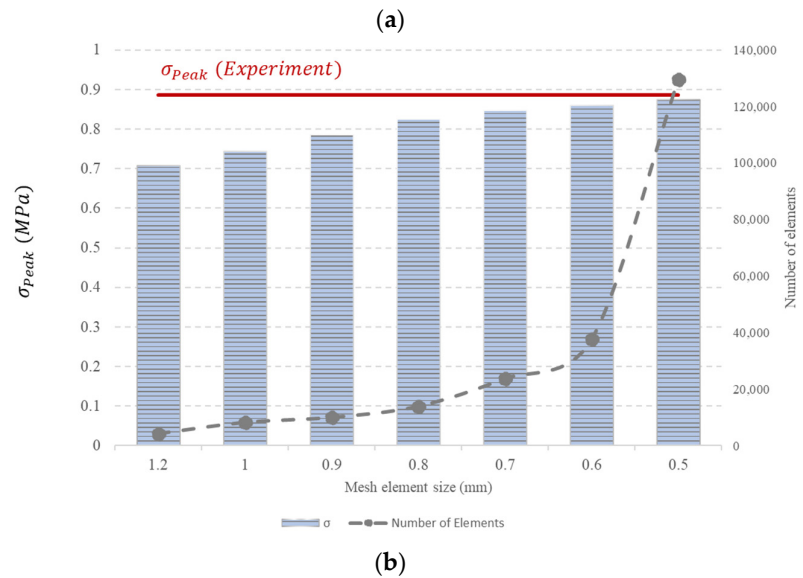 (a)
σ_Peak (Experiment)
1
0.9
0.8
0.7
0.6
0.5
0.4
0.3
0.2
0.1
0
σ_Peak (MPa)
140,000
120,000
100,000
80,000
60,000
40,000
20,000
0
Number of elements
1.2 1 0.9 0.8 0.7 0.6 0.5
Mesh element size (mm)
σ Number of Elements
(b)